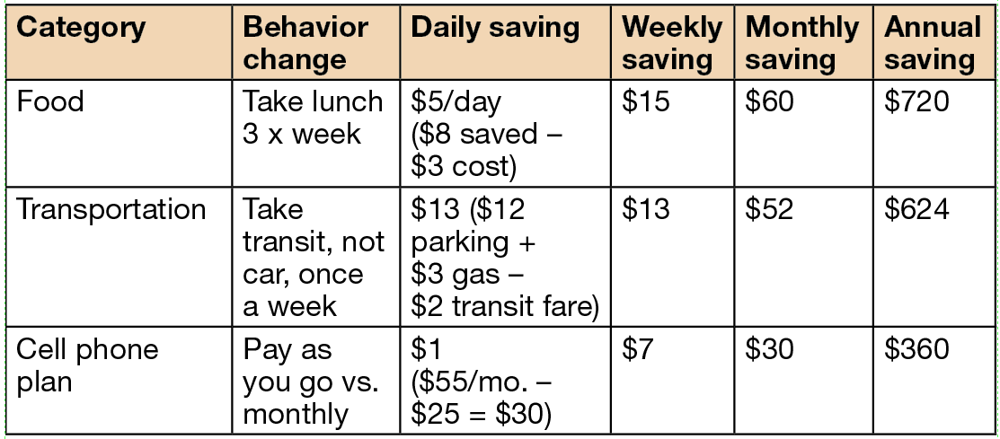 Category
Behavior
change
Daily saving
Weekly
saving
Monthly
saving
Annual
saving
Food
Take lunch
3 x week
$5/day
($8 saved –
$3 cost)
$15
$60
$720
Transportation
Take
transit, not
car, once
a week
$13 ($12
parking +
$3 gas –
$2 transit fare)
$13
$52
$624
Cell phone
plan
Pay as
you go vs.
monthly
$1
($55/mo. –
$25 = $30)
$7
$30
$360